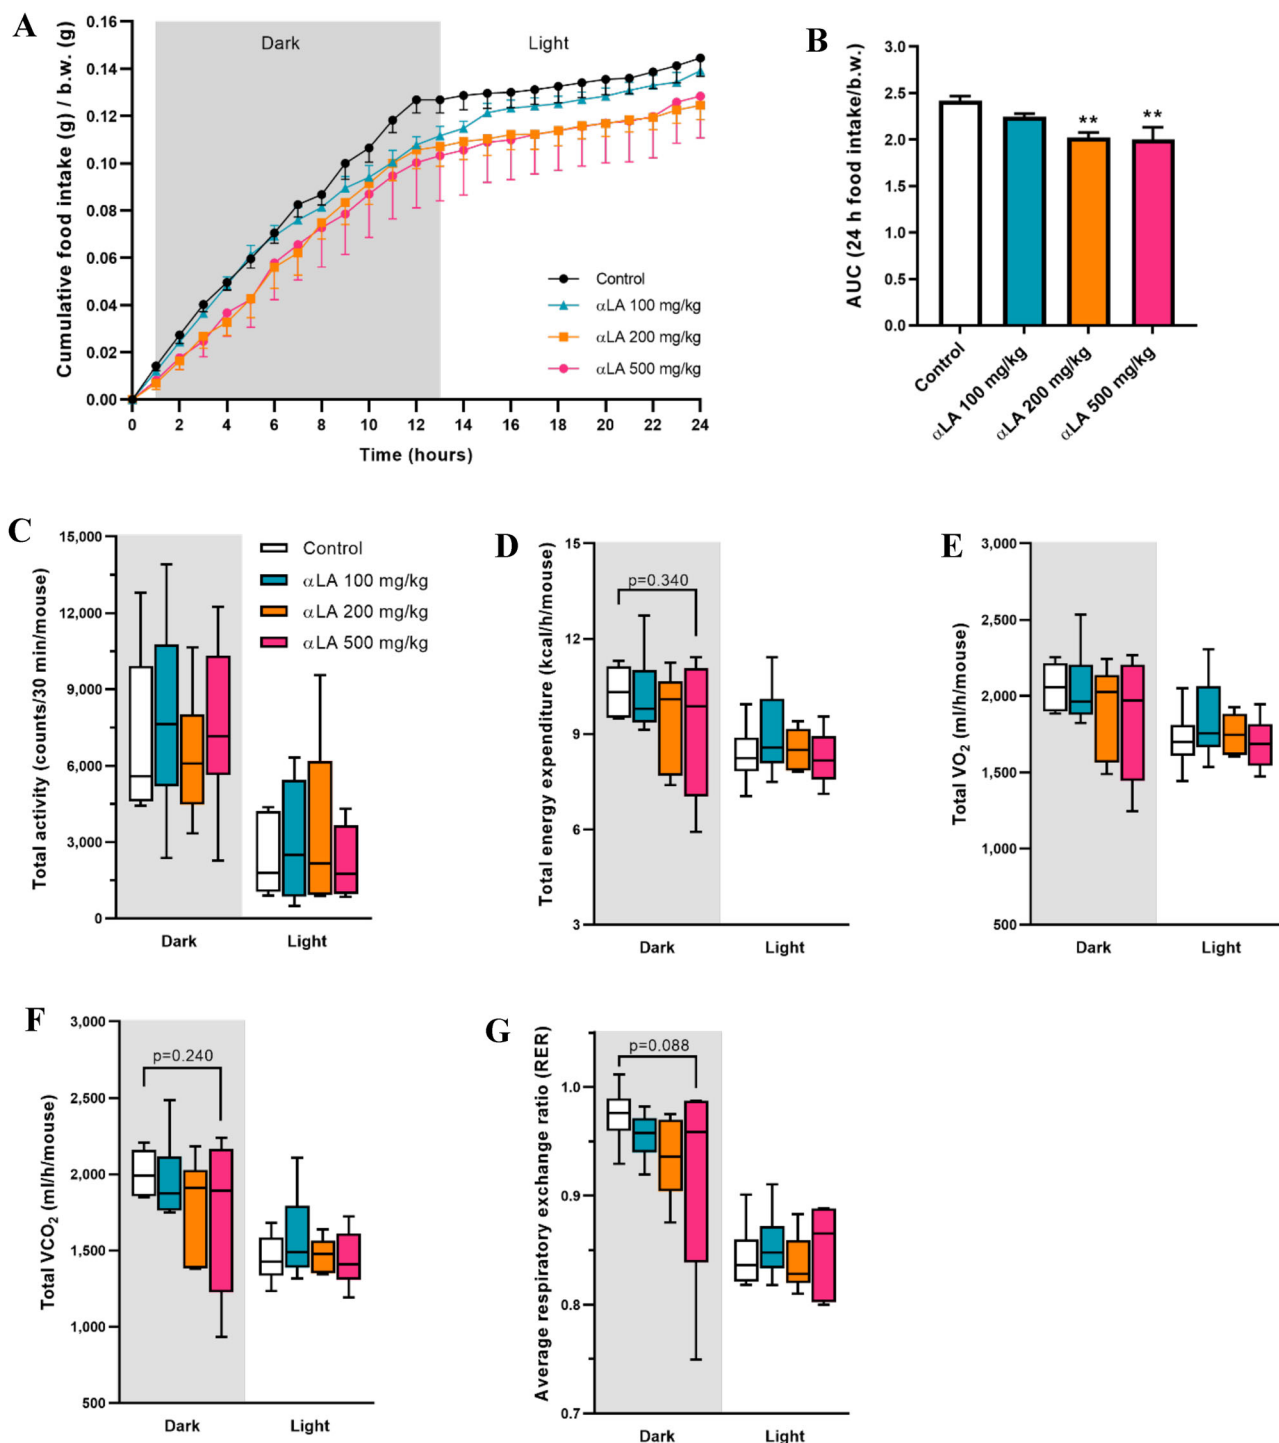 A
Cumulative food intake (g) / b.w. (g)
0.16
0.14
0.12
0.10
0.08
0.06
0.04
0.02
0.00
Dark
Light
Control
αLA 100 mg/kg
αLA 200 mg/kg
αLA 500 mg/kg
0 2 4 6 8 10 12 14 16 18 20 22 24
Time (hours)
B
AUC (24 h food intake/b.w.)
3.0
2.5
2.0
1.5
1.0
0.5
0.0
** **
Control
αLA 100 mg/kg
αLA 200 mg/kg
αLA 500 mg/kg
C
Total activity (counts/30 min/mouse)
15,000
12,000
9,000
6,000
3,000
0
Control
αLA 100 mg/kg
αLA 200 mg/kg
αLA 500 mg/kg
Dark Light
D
Total energy expenditure (kcal/h/mouse)
15
12
9
6
3
p=0.340
Dark Light
E
Total VO₂ (ml/h/mouse)
3,000
2,500
2,000
1,500
1,000
500
Dark Light
F
Total VCO₂ (ml/h/mouse)
3,000
2,500
2,000
1,500
1,000
500
p=0.240
Dark Light
G
Average respiratory exchange ratio (RER)
1.0
0.9
0.8
0.7
p=0.088
Dark Light